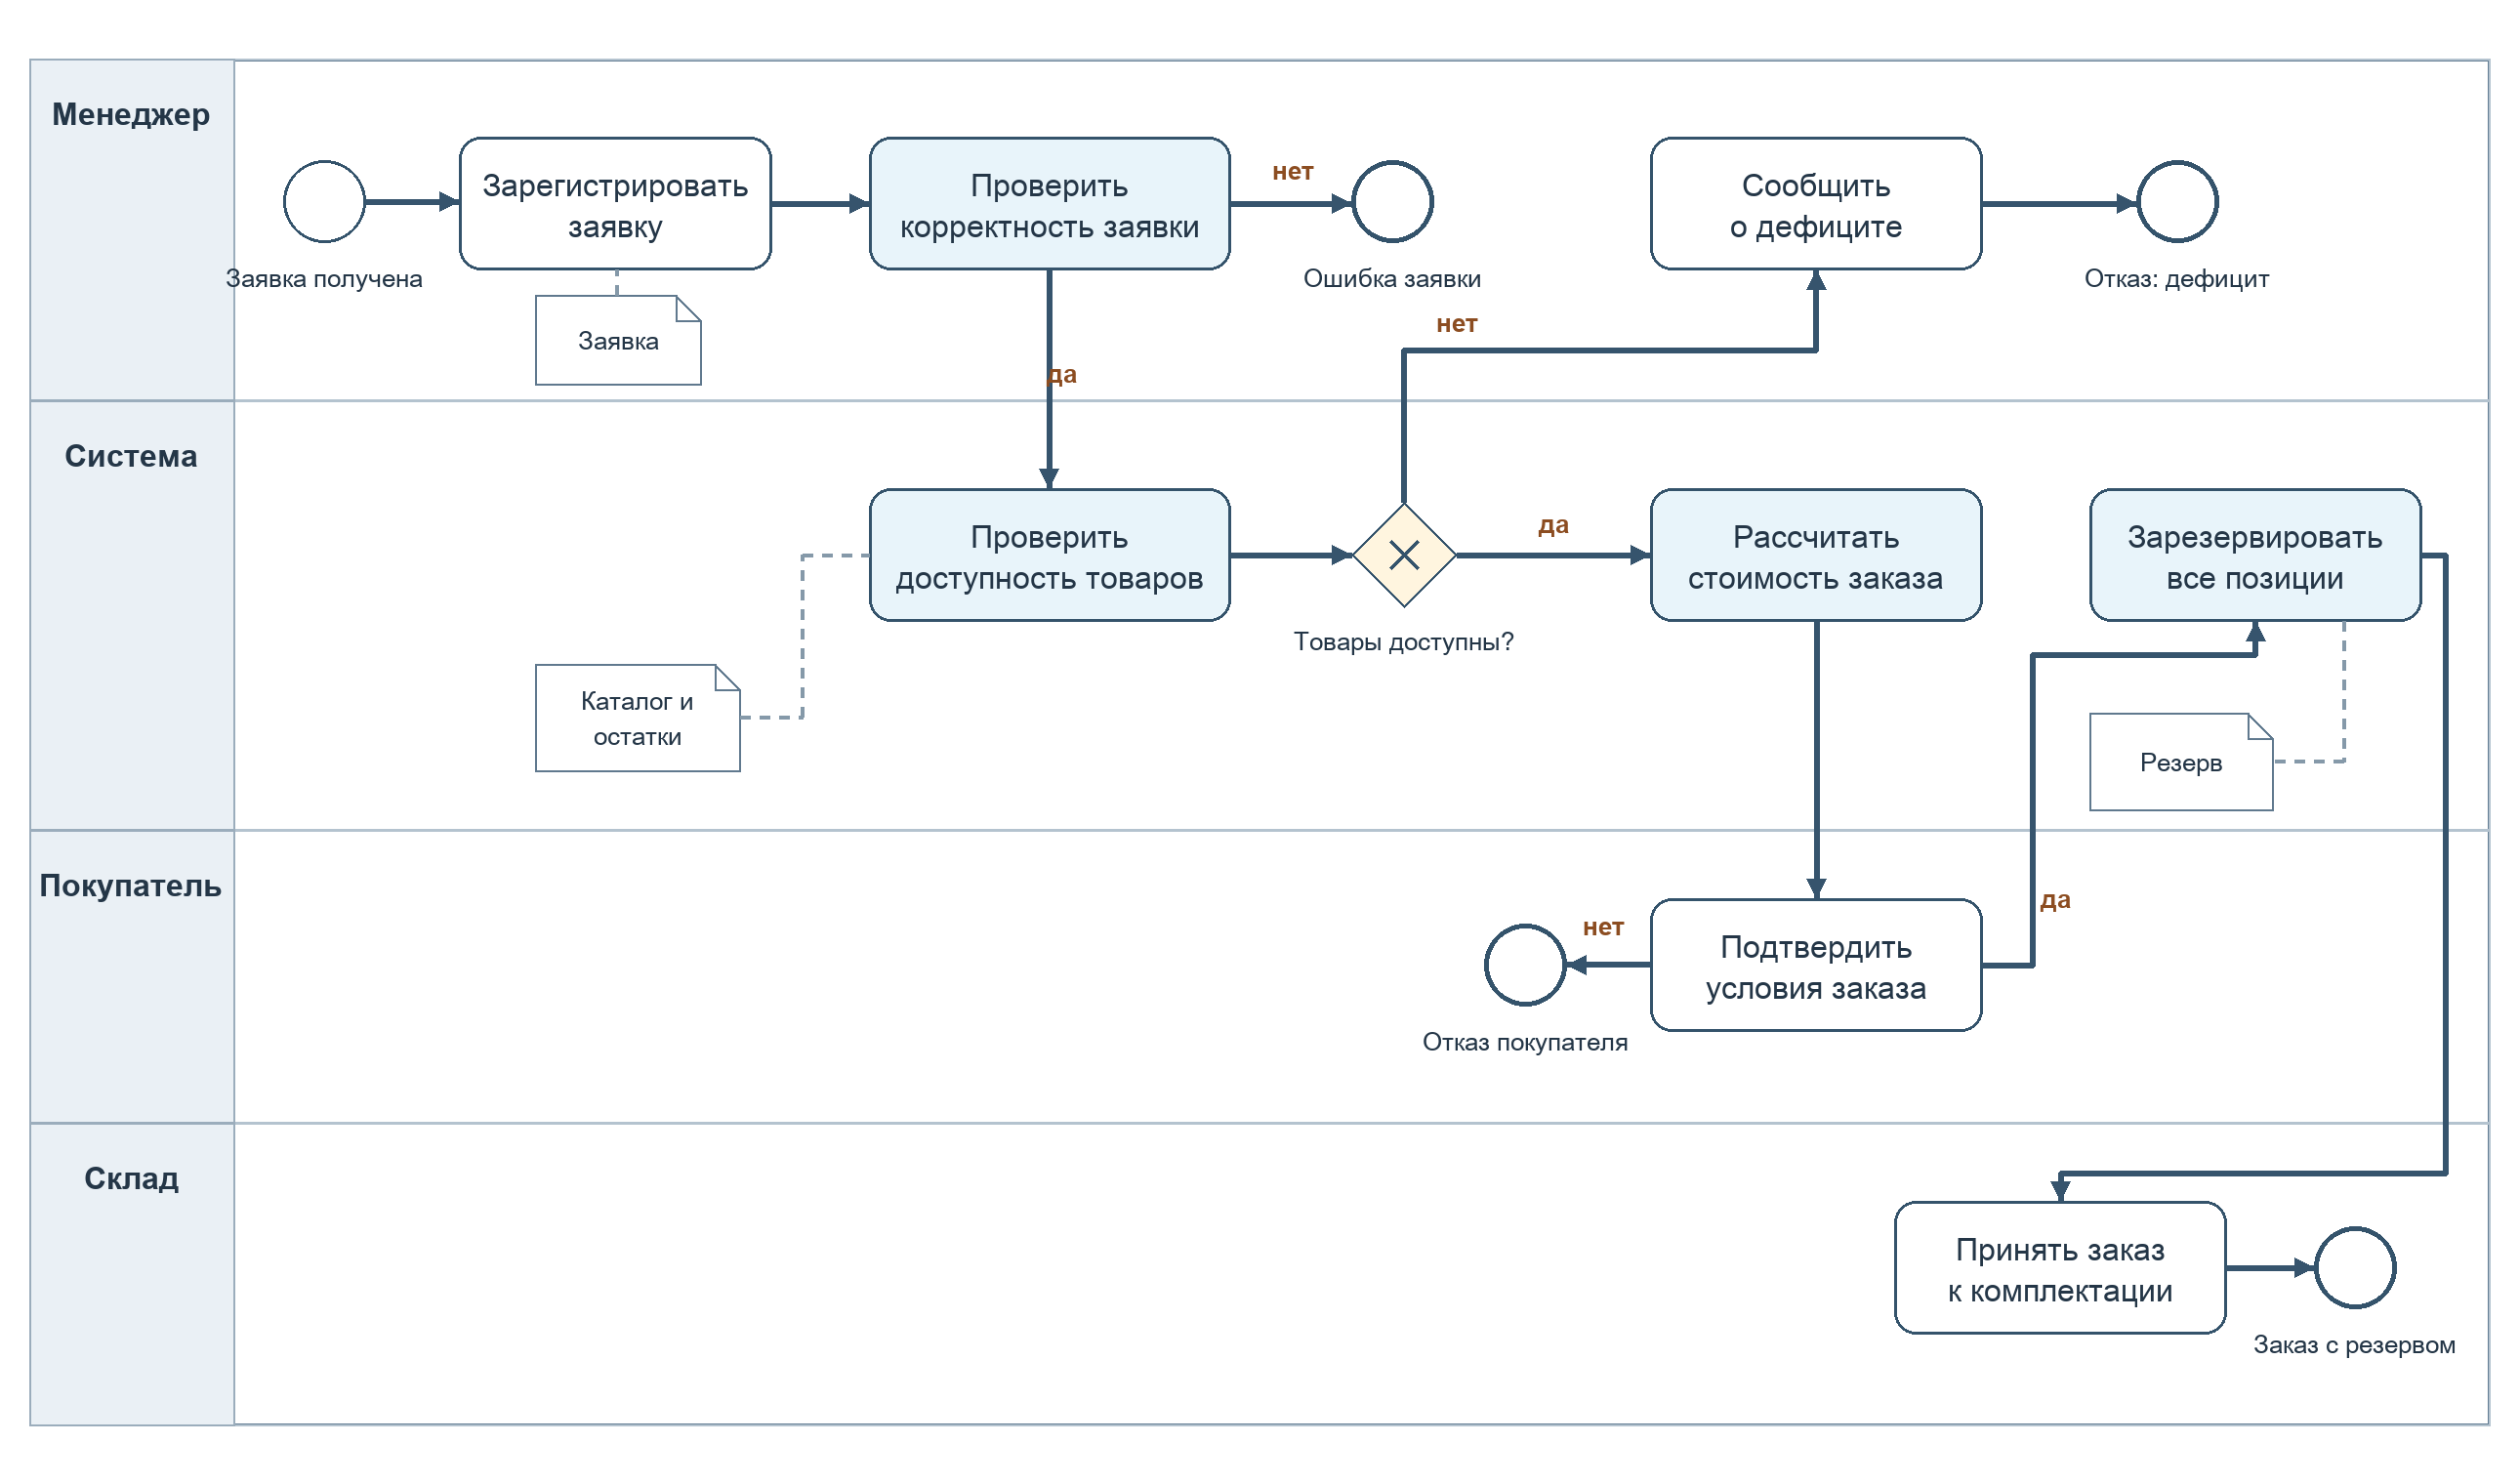 Менеджер
Зарегистрировать
заявку
Проверить
корректность заявки
нет
Сообщить
о дефиците
Заявка получена
Ошибка заявки
Отказ: дефицит
Заявка
нет
да
Система
Проверить
доступность товаров
да
Рассчитать
стоимость заказа
Зарезервировать
все позиции
Товары доступны?
Каталог и
остатки
Резерв
Покупатель
нет
Подтвердить
условия заказа
да
Отказ покупателя
Склад
Принять заказ
к комплектации
Заказ с резервом